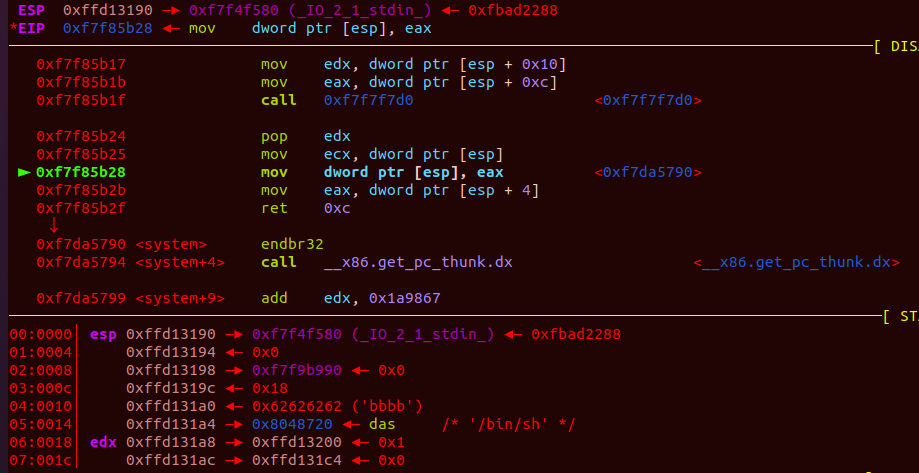 ESP 0xffd13190 —▸ 0xf7f4f580 (_IO_2_1_stdin_) ◂— 0xfbad2288
*EIP 0xf7f85b28 ◂— mov dword ptr [esp], eax
[ DIS
0xf7f85b17 mov edx, dword ptr [esp + 0x10]
0xf7f85b1b mov eax, dword ptr [esp + 0xc]
0xf7f85b1f call 0xf7f7f7d0 <0xf7f7f7d0>
0xf7f85b24 pop edx
0xf7f85b25 mov ecx, dword ptr [esp]
► 0xf7f85b28 mov dword ptr [esp], eax <0xf7da5790>
0xf7f85b2b mov eax, dword ptr [esp + 4]
0xf7f85b2f ret 0xc
↓
0xf7da5790 <system> endbr32
0xf7da5794 <system+4> call __x86.get_pc_thunk.dx <__x86.get_pc_thunk.dx>
0xf7da5799 <system+9> add edx, 0x1a9867
[ ST
00:0000│ esp 0xffd13190 —▸ 0xf7f4f580 (_IO_2_1_stdin_) ◂— 0xfbad2288
01:0004│ 0xffd13194 ◂— 0x0
02:0008│ 0xffd13198 —▸ 0xf7f9b990 ◂— 0x0
03:000c│ 0xffd1319c ◂— 0x18
04:0010│ 0xffd131a0 ◂— 0x62626262 ('bbbb')
05:0014│ 0xffd131a4 —▸ 0x8048720 ◂— das /* '/bin/sh' */
06:0018│ edx 0xffd131a8 —▸ 0xffd13200 ◂— 0x1
07:001c│ 0xffd131ac —▸ 0xffd131c4 ◂— 0x0